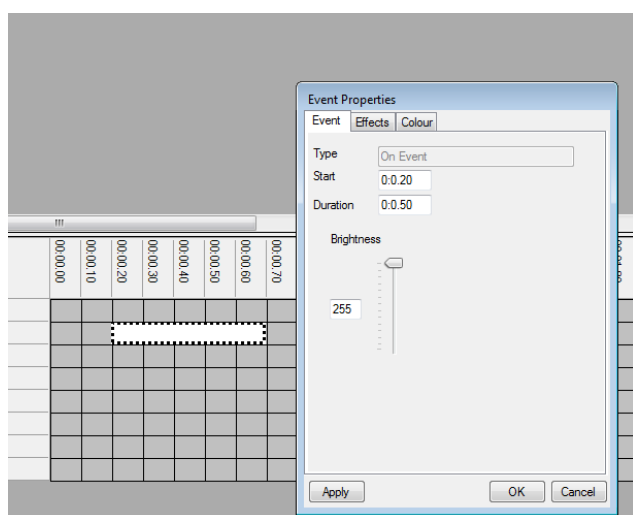 Event Properties
Event Effects Colour
Type On Event
Start 0:0.20
Duration 0:0.50
Brightness
255
Apply OK Cancel
00:00.00
00:00.10
00:00.20
00:00.30
00:00.40
00:00.50
00:00.60
00:00.70